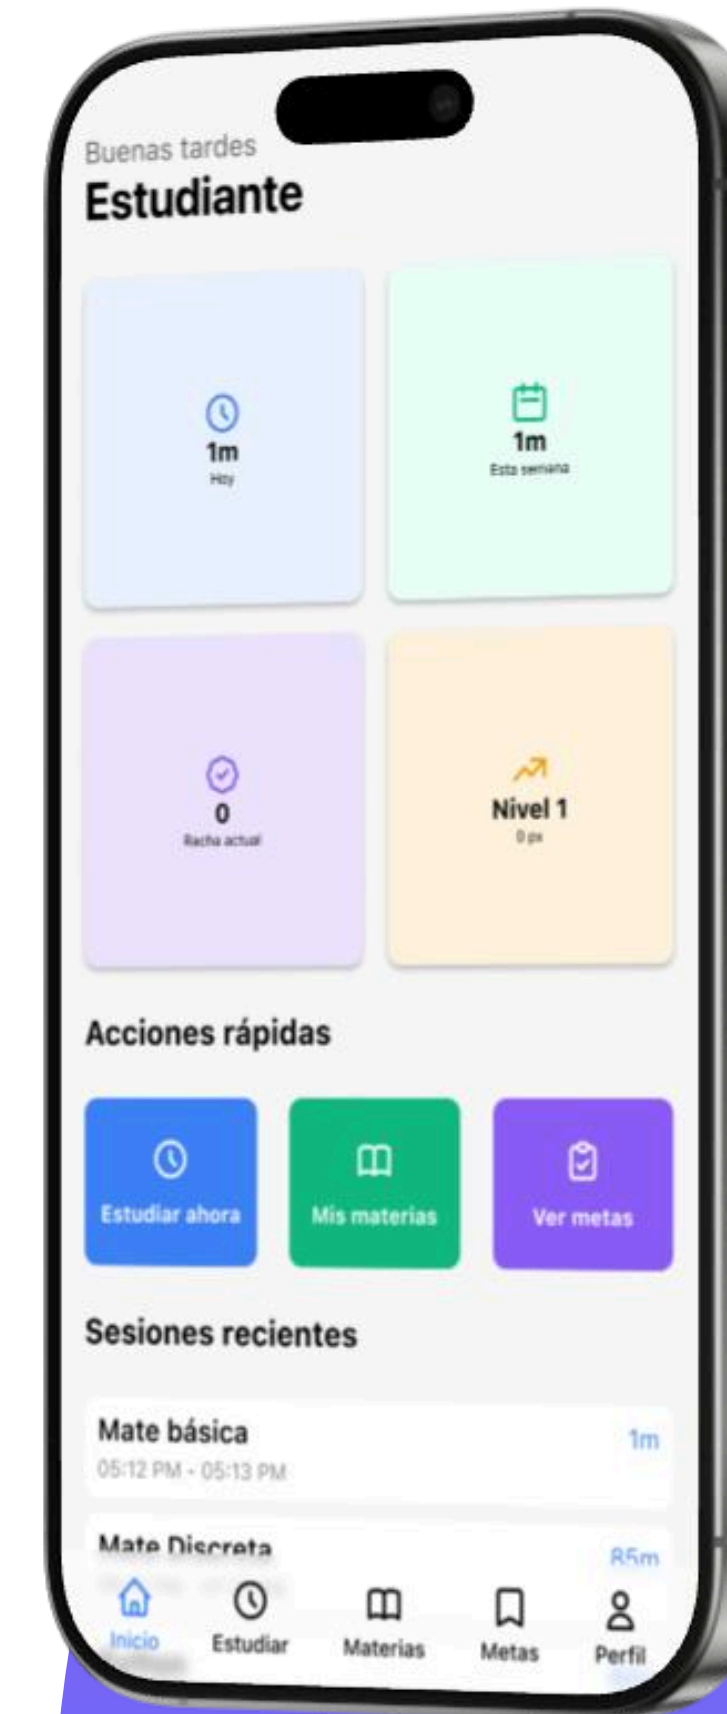 Buenas tardes
Estudiante
1m
Hoy
1m
Esta semana
0
Racha actual
Nivel 1
0 px
Acciones rápidas
Estudiar ahora
Mis materias
Ver metas
Sesiones recientes
Mate básica
1m
05:12 PM - 05:13 PM
Mate Discreta
85m
Inicio
Estudiar
Materias
Metas
Perfil